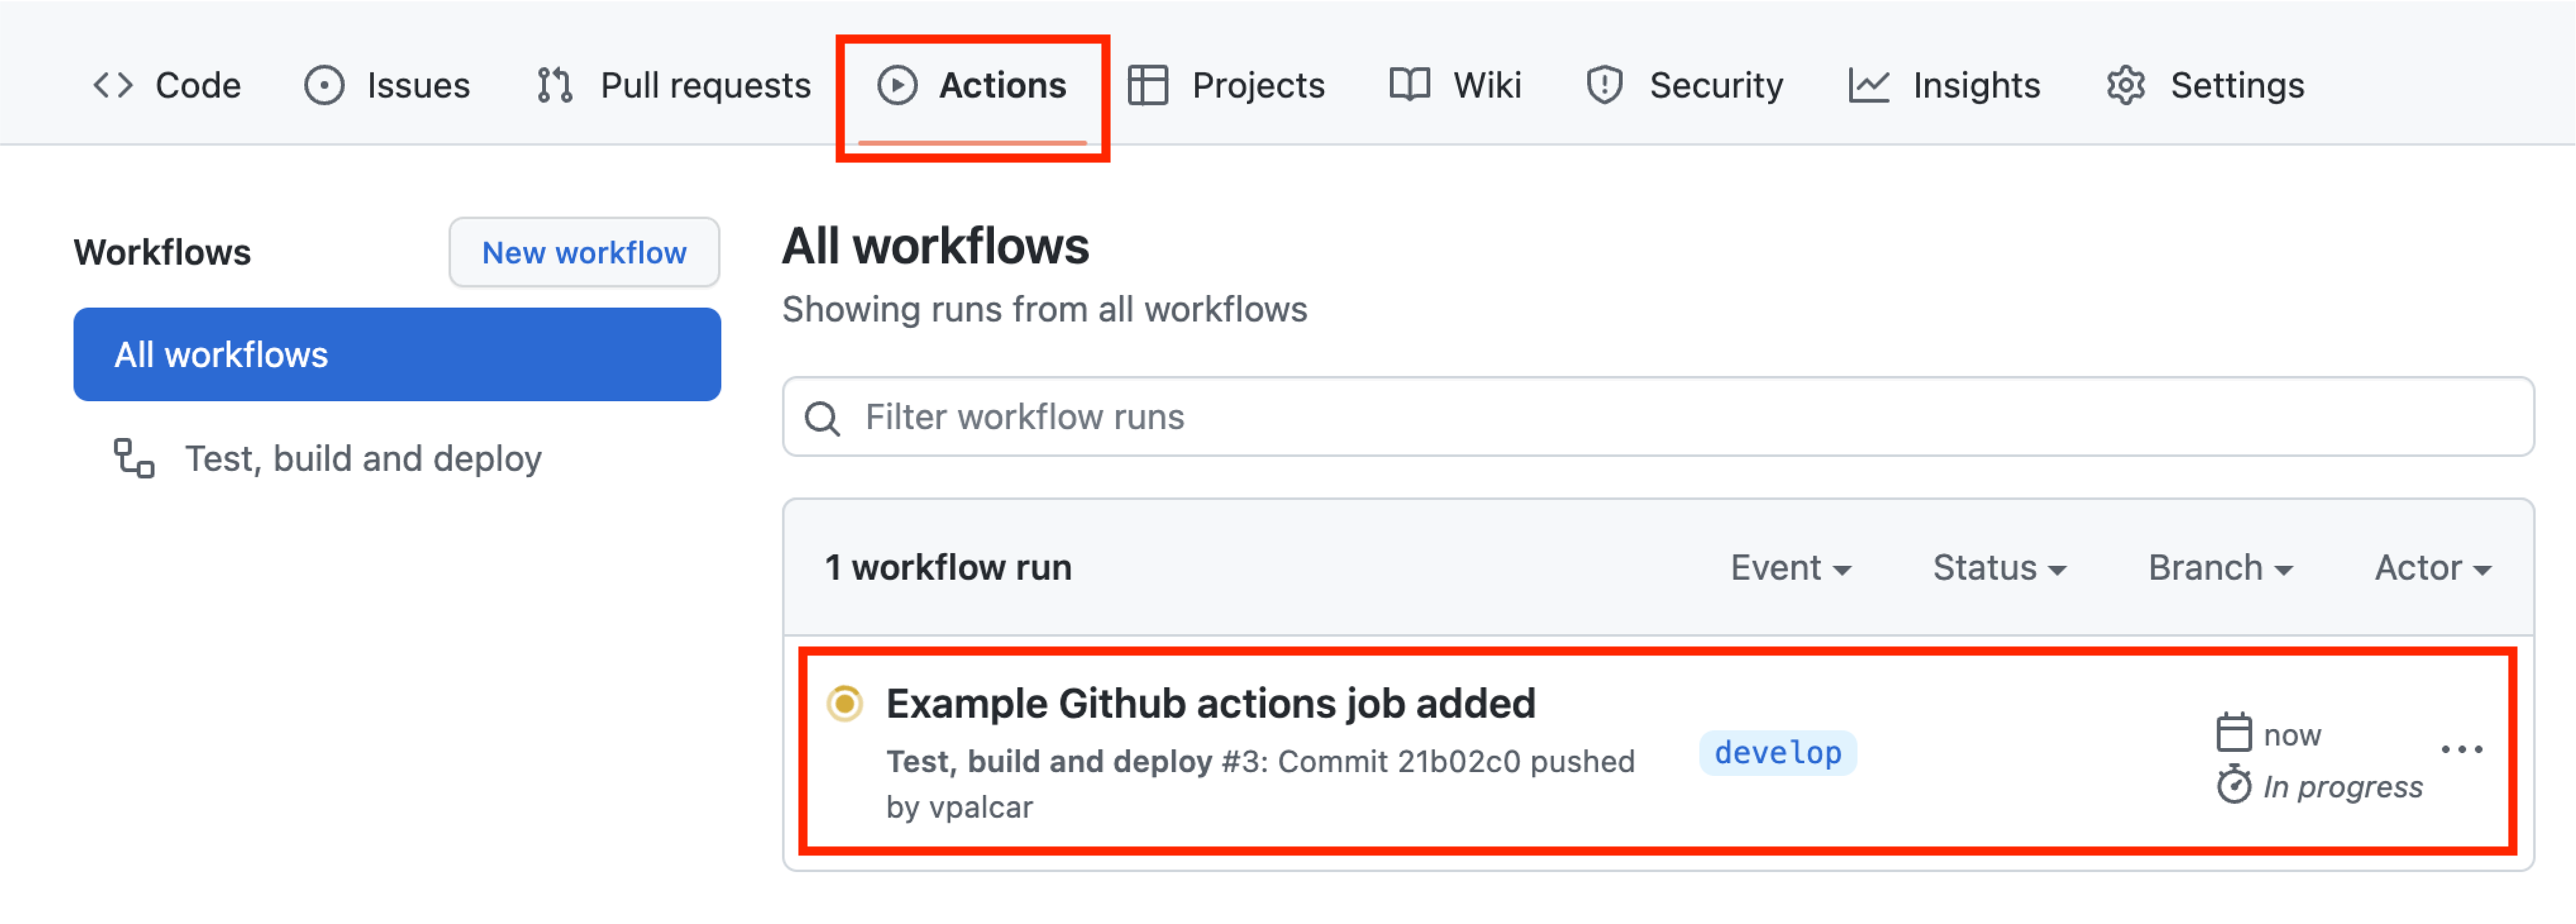 Code Issues Pull requests Actions Projects Wiki Security Insights Settings
Workflows New workflow
All workflows
Test, build and deploy
All workflows
Showing runs from all workflows
Filter workflow runs
1 workflow run Event Status Branch Actor
Example Github actions job added
Test, build and deploy #3: Commit 21b02c0 pushed
by vpalcar
develop
now
In progress